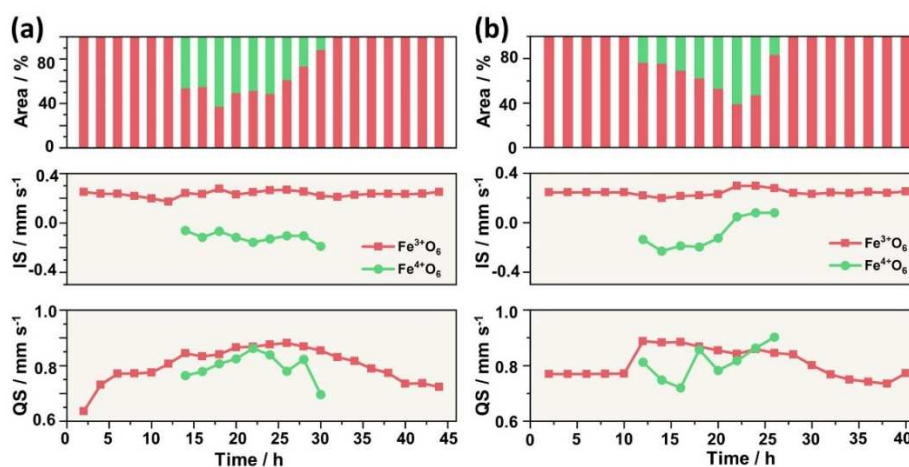 (a)
80
40
0
Area / %
0.4
0.0
-0.4
IS / mm s⁻¹
Fe³⁺O₆
Fe⁴⁺O₆
1.0
0.8
0.6
QS / mm s⁻¹
0 5 10 15 20 25 30 35 40 45
Time / h
(b)
80
40
0
Area / %
0.4
0.0
-0.4
IS / mm s⁻¹
Fe³⁺O₆
Fe⁴⁺O₆
1.0
0.8
0.6
QS / mm s⁻¹
0 5 10 15 20 25 30 35 40
Time / h